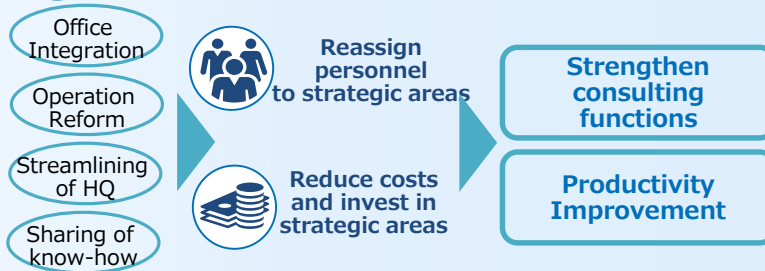 Office
Integration
Operation
Reform
Streamlining
of HQ
Sharing of
know-how
Reassign
personnel
to strategic areas
Reduce costs
and invest in
strategic areas
Strengthen
consulting
functions
Productivity
Improvement